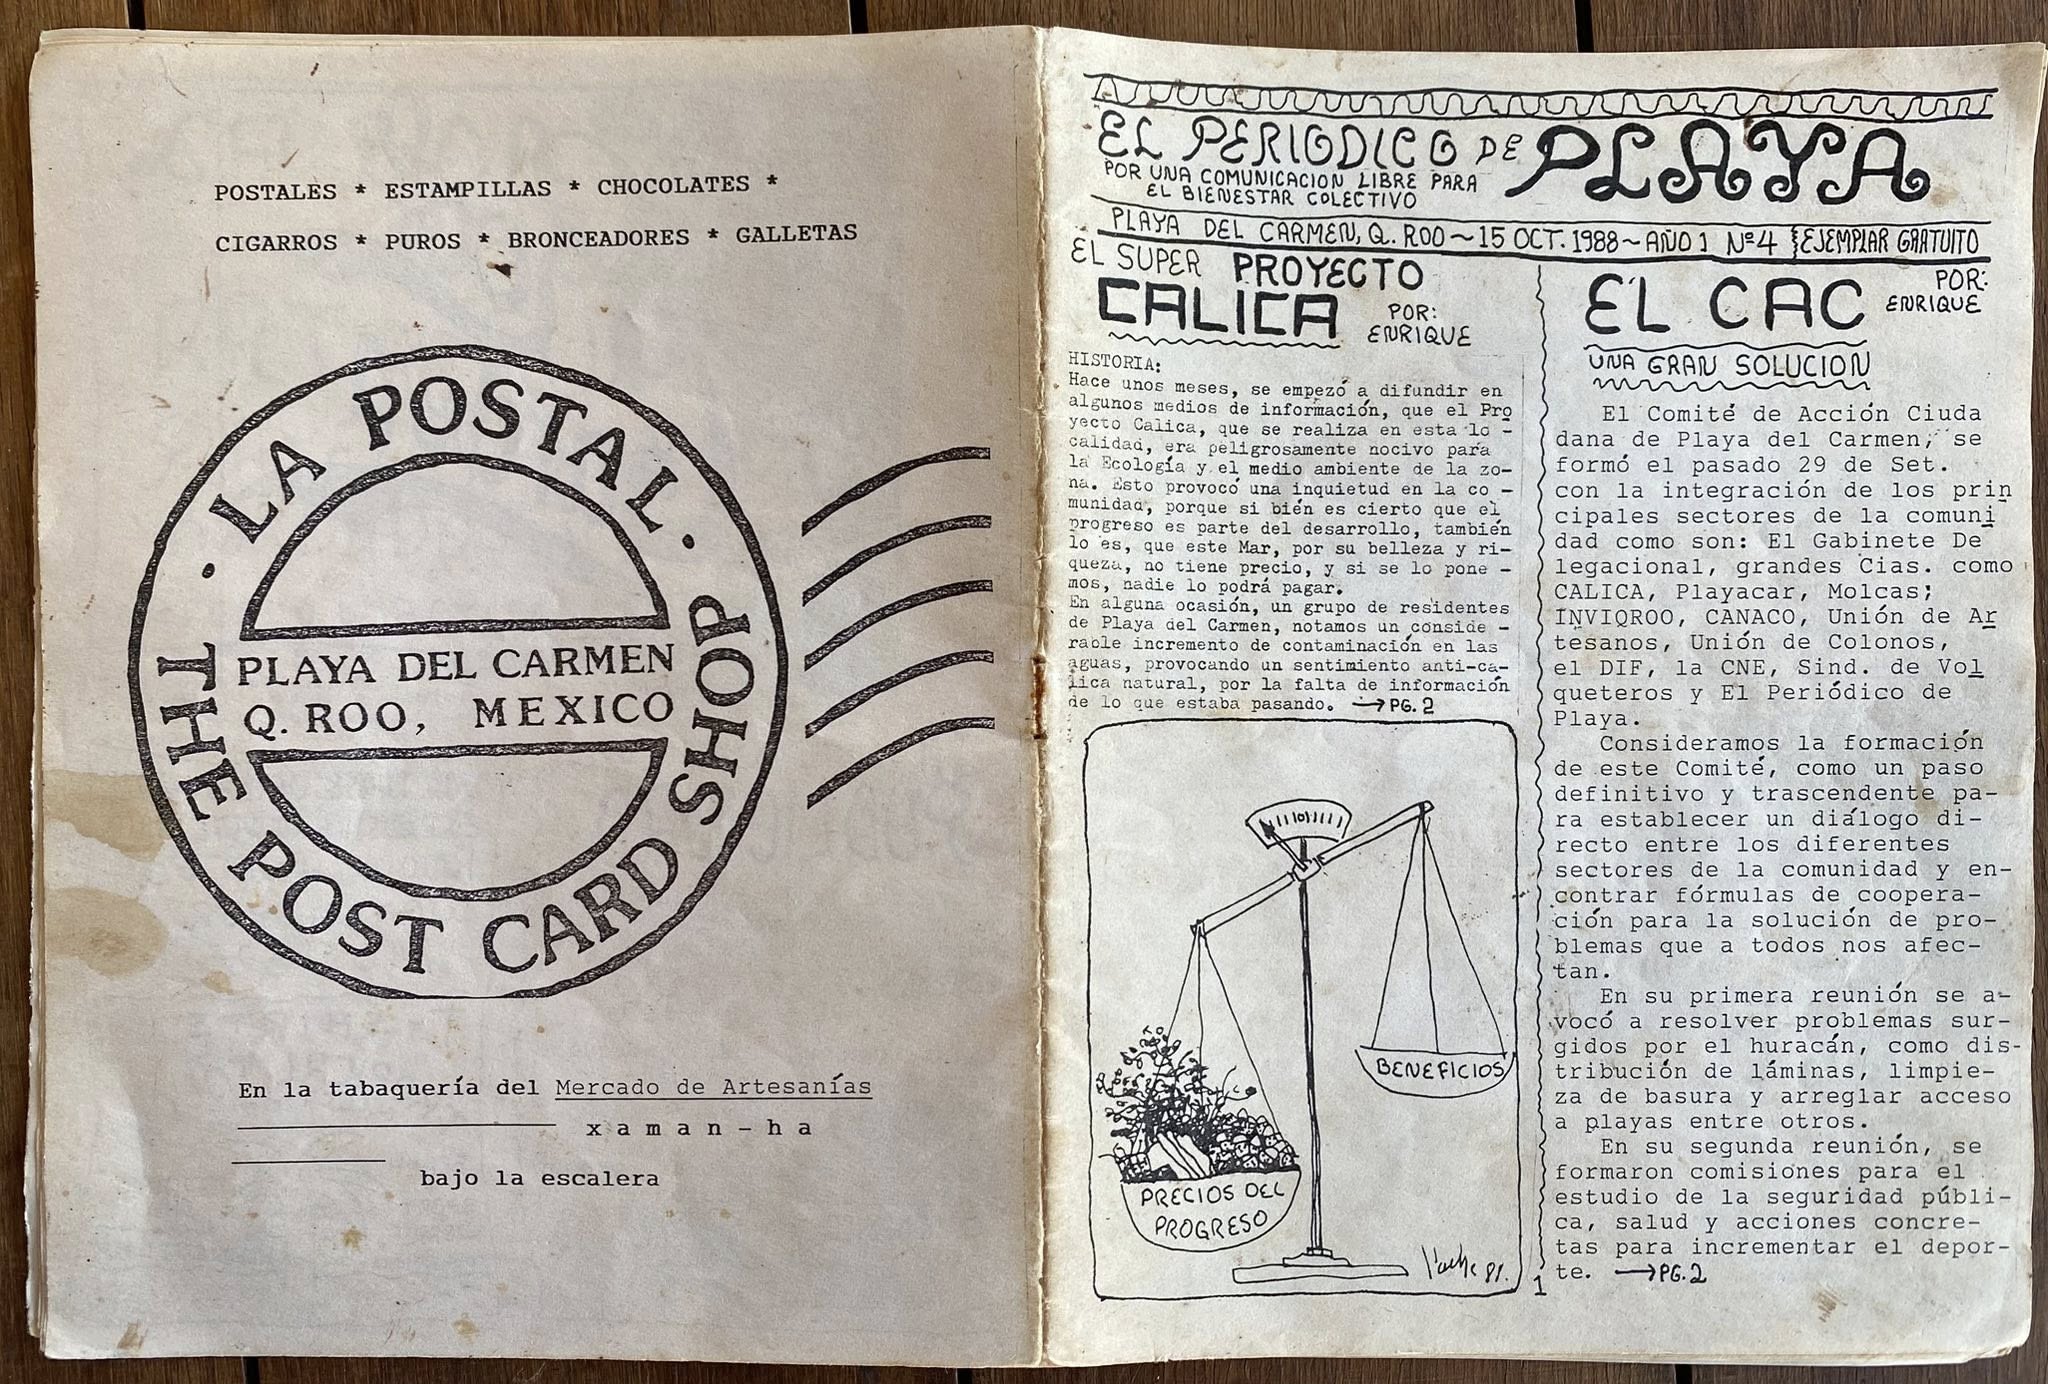 POSTALES * ESTAMPILLAS * CHOCOLATES *
CIGARROS * PUROS * BRONCEADORES * GALLETAS
· LA POSTAL ·
PLAYA DEL CARMEN
Q. ROO, MEXICO
THE POST CARD SHOP
En la tabaquería del Mercado de Artesanías
xaman-ha
bajo la escalera
EL PERIODICO DE PLAYA
POR UNA COMUNICACION LIBRE PARA
EL BIENESTAR COLECTIVO
PLAYA DEL CARMEN, Q. ROO ~ 15 OCT. 1988 ~ AÑO 1 Nº 4 EJEMPLAR GRATUITO
EL SUPER PROYECTO
CALICA
POR:
ENRIQUE
HISTORIA:
Hace unos meses, se empezó a difundir en
algunos medios de información, que el Pro
yecto Calica, que se realiza en esta lo -
calidad, era peligrosamente nocivo para
la Ecología y el medio ambiente de la zo-
na. Esto provocó una inquietud en la co -
munidad, porque si bién es cierto que el
progreso es parte del desarrollo, también
lo es, que este Mar, por su belleza y ri-
queza, no tiene precio, y si se lo pone -
mos, nadie lo podrá pagar.
En alguna ocasión, un grupo de residentes
de Playa del Carmen, notamos un conside -
rable incremento de contaminación en las
aguas, provocando un sentimiento anti-ca-
lica natural, por la falta de información
de lo que estaba pasando. → PG. 2
101
BENEFICIOS
PRECIOS DEL
PROGRESO
EL CAC
POR:
ENRIQUE
UNA GRAN SOLUCION
El Comité de Acción Ciuda
dana de Playa del Carmen, se
formó el pasado 29 de Set.
con la integración de los prin
cipales sectores de la comuni
dad como son: El Gabinete De
legacional, grandes Cias. como
CALICA, Playacar, Molcas;
INVIQROO, CANACO, Unión de Ar
tesanos, Unión de Colonos,
el DIF, la CNE, Sind. de Vol
queteros y El Periódico de
Playa.
Consideramos la formación
de este Comité, como un paso
definitivo y trascendente pa-
ra establecer un diálogo di-
recto entre los diferentes
sectores de la comunidad y en-
contrar fórmulas de coopera-
ción para la solución de pro-
blemas que a todos nos afec-
tan.
En su primera reunión se a-
vocó a resolver problemas sur-
gidos por el huracán, como dis-
tribución de láminas, limpie-
za de basura y arreglar acceso
a playas entre otros.
En su segunda reunión, se
formaron comisiones para el
estudio de la seguridad públi-
ca, salud y acciones concre-
tas para incrementar el depor-
te. → PG. 2
1